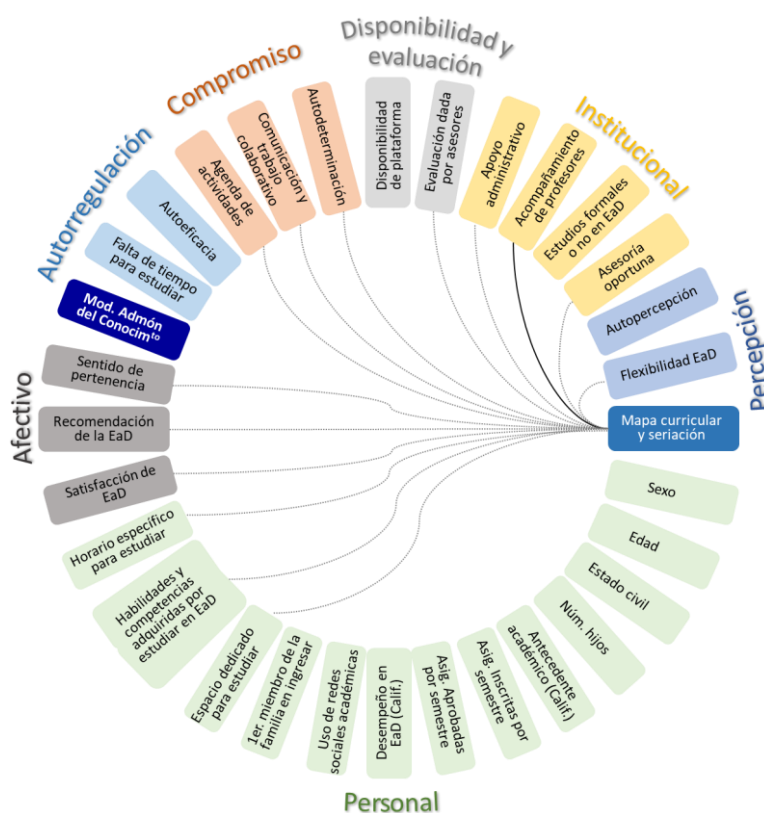 Disponibilidad y
evaluación
Disponibilidad
de plataforma
Evaluación dada
por asesores
Institucional
Apoyo
administrativo
Acompañamiento
de profesores
Estudios formales
o no en EaD
Asesoría
oportuna
Percepción
Autopercepción
Flexibilidad EaD
Mapa curricular
y seriación
Sexo
Edad
Estado civil
Núm. hijos
Antecedente
académico (Calif.)
Asig. Inscritas por
semestre
Asig. Aprobadas
por semestre
Desempeño en
EaD (Calif.)
Uso de redes
sociales académicas
1er. miembro de la
familia en ingresar
Espacio dedicado
para estudiar
Habilidades y
competencias
adquiridas por
estudiar en EaD
Horario específico
para estudiar
Personal
Satisfacción de
EaD
Recomendación
de la EaD
Sentido de
pertenencia
Afectivo
Mod. Admón
del Conocimto
Falta de tiempo
para estudiar
Autoeficacia
Autorregulación
Agenda de
actividades
Comunicación y
trabajo
colaborativo
Autodeterminación
Compromiso